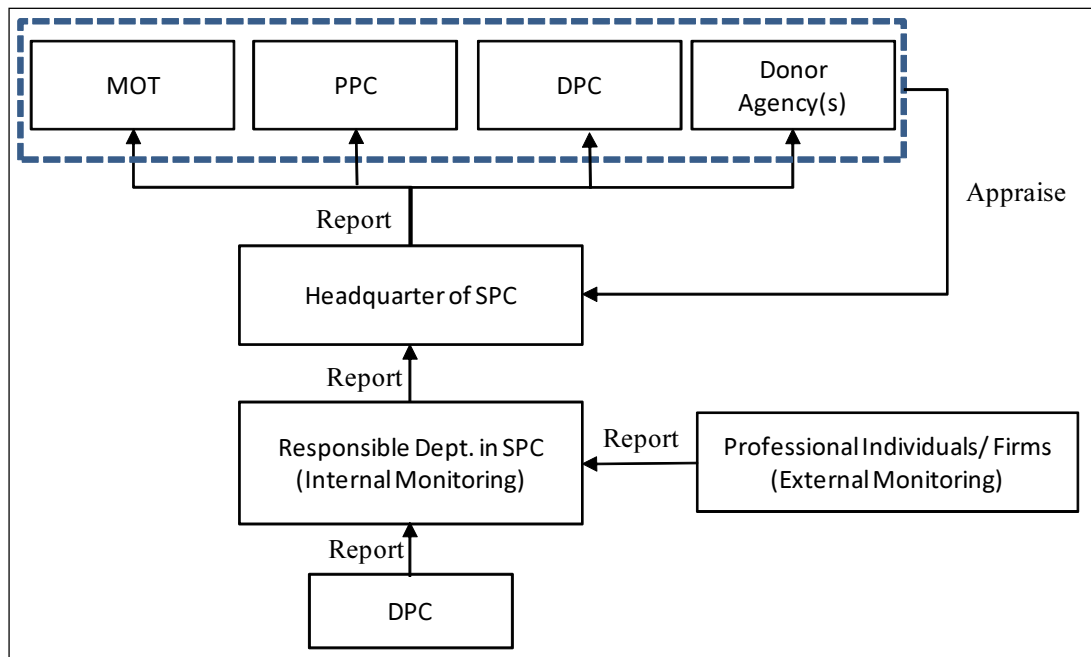 MOT
PPC
DPC
Donor
Agency(s)
Appraise
Report
Headquarter of SPC
Report
Responsible Dept. in SPC
(Internal Monitoring)
Report
Professional Individuals/ Firms
(External Monitoring)
Report
DPC